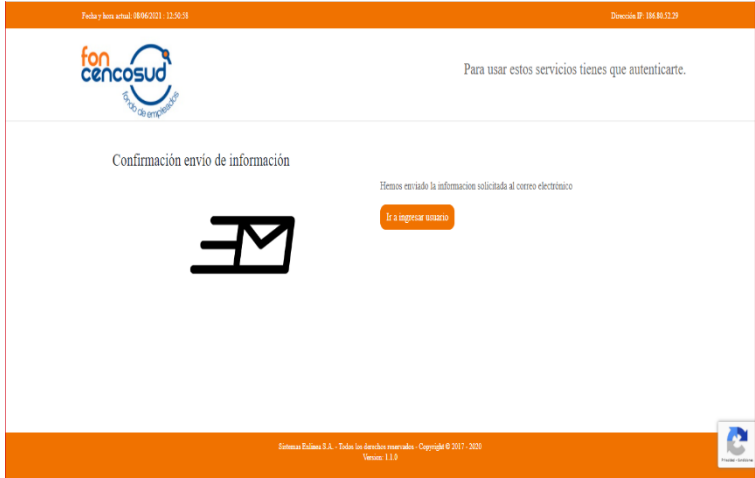 Fecha y hora actual: 08/06/2021 : 12:50:58
Dirección IP: 186.80.52.29
fon
cencosud
fondo de empleados
Para usar estos servicios tienes que autenticarte.
Confirmación envio de información
Hemos enviado la informacion solicitada al correo electrónico
Ir a ingresar usuario
Sistemas Enlinea S.A. - Todos los derechos reservados - Copyright © 2017 - 2020
Version: 1.1.0